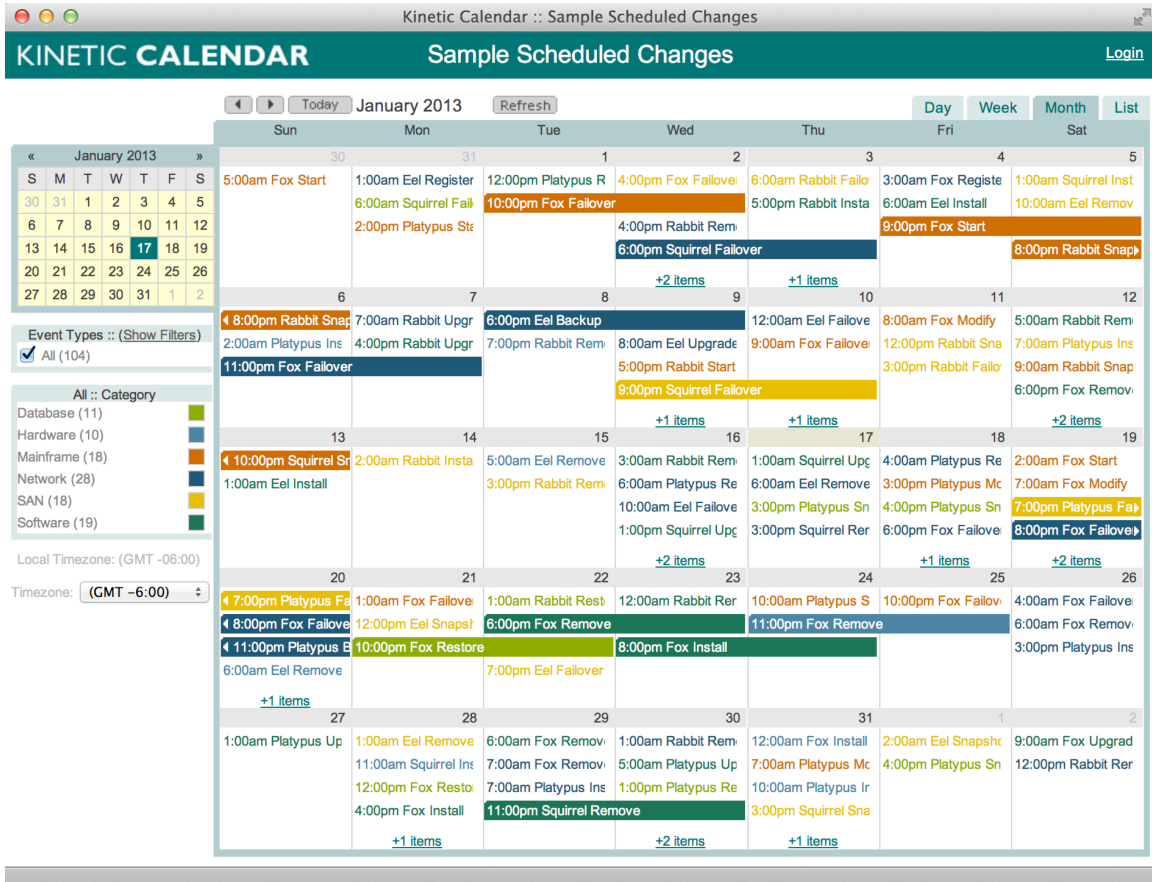 Kinetic Calendar :: Sample Scheduled Changes
KINETIC CALENDAR
Sample Scheduled Changes
Login
Today January 2013 Refresh
Day Week Month List
Sun Mon Tue Wed Thu Fri Sat
« January 2013 »
S M T W T F S
30 31 1 2 3 4 5
6 7 8 9 10 11 12
13 14 15 16 17 18 19
20 21 22 23 24 25 26
27 28 29 30 31 1 2
Event Types :: (Show Filters)
All (104)
All :: Category
Database (11)
Hardware (10)
Mainframe (18)
Network (28)
SAN (18)
Software (19)
Local Timezone: (GMT -06:00)
Timezone: (GMT -6:00)
30 31 1 2 3 4 5
5:00am Fox Start 1:00am Eel Register 12:00pm Platypus R 4:00pm Fox Failover 6:00am Rabbit Failo 3:00am Fox Registe 1:00am Squirrel Inst
6:00am Squirrel Fail 10:00pm Fox Failover 5:00pm Rabbit Insta 6:00am Eel Install 10:00am Eel Remov
2:00pm Platypus Sta 4:00pm Rabbit Rem 9:00pm Fox Start
6:00pm Squirrel Failover 8:00pm Rabbit Snap
+2 items +1 items
6 7 8 9 10 11 12
8:00pm Rabbit Snap 7:00am Rabbit Upgr 6:00pm Eel Backup 12:00am Eel Failove 8:00am Fox Modify 5:00am Rabbit Rem
2:00am Platypus Ins 4:00pm Rabbit Upgr 7:00pm Rabbit Rem 8:00am Eel Upgrade 9:00am Fox Failover 12:00pm Rabbit Sna 7:00am Platypus Ins
11:00pm Fox Failover 5:00pm Rabbit Start 3:00pm Rabbit Failo 9:00am Rabbit Snap
9:00pm Squirrel Failover 6:00pm Fox Remov
+1 items +1 items +2 items
13 14 15 16 17 18 19
10:00pm Squirrel Sr 2:00am Rabbit Insta 5:00am Eel Remove 3:00am Rabbit Rem 1:00am Squirrel Upg 4:00am Platypus Re 2:00am Fox Start
1:00am Eel Install 3:00pm Rabbit Rem 6:00am Platypus Re 6:00am Eel Remove 3:00pm Platypus Mc 7:00am Fox Modify
10:00am Eel Failove 3:00pm Platypus Sn 4:00pm Platypus Sn 7:00pm Platypus Fa
1:00pm Squirrel Upg 3:00pm Squirrel Rer 6:00pm Fox Failover 8:00pm Fox Failover
+2 items +1 items +2 items
20 21 22 23 24 25 26
7:00pm Platypus Fa 1:00am Fox Failover 1:00am Rabbit Rest 12:00am Rabbit Rer 10:00am Platypus S 10:00pm Fox Failov 4:00am Fox Failover
8:00pm Fox Failove 12:00pm Eel Snapsh 6:00pm Fox Remove 11:00pm Fox Remove 6:00am Fox Remov
11:00pm Platypus B 10:00pm Fox Restore 8:00pm Fox Install 3:00pm Platypus Ins
6:00am Eel Remove 7:00pm Eel Failover
+1 items
27 28 29 30 31 1 2
1:00am Platypus Up 1:00am Eel Remove 6:00am Fox Remov 1:00am Rabbit Rem 12:00am Fox Install 2:00am Eel Snapsho 9:00am Fox Upgrad
11:00am Squirrel Ins 7:00am Fox Remov 5:00am Platypus Up 7:00am Platypus Mc 4:00pm Platypus Sn 12:00pm Rabbit Rer
12:00pm Fox Resto 7:00am Platypus Ins 1:00pm Platypus Re 10:00am Platypus Ir
4:00pm Fox Install 11:00pm Squirrel Remove 3:00pm Squirrel Sna
+1 items +2 items +1 items